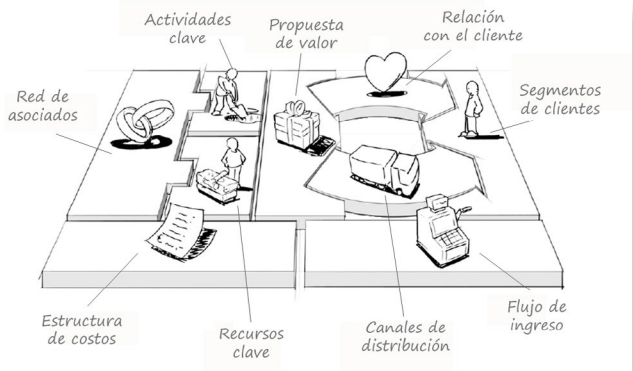 Actividades
clave
Propuesta
de valor
Relación
con el cliente
Red de
asociados
Segmentos
de clientes
Estructura
de costos
Recursos
clave
Canales de
distribución
Flujo de
ingreso